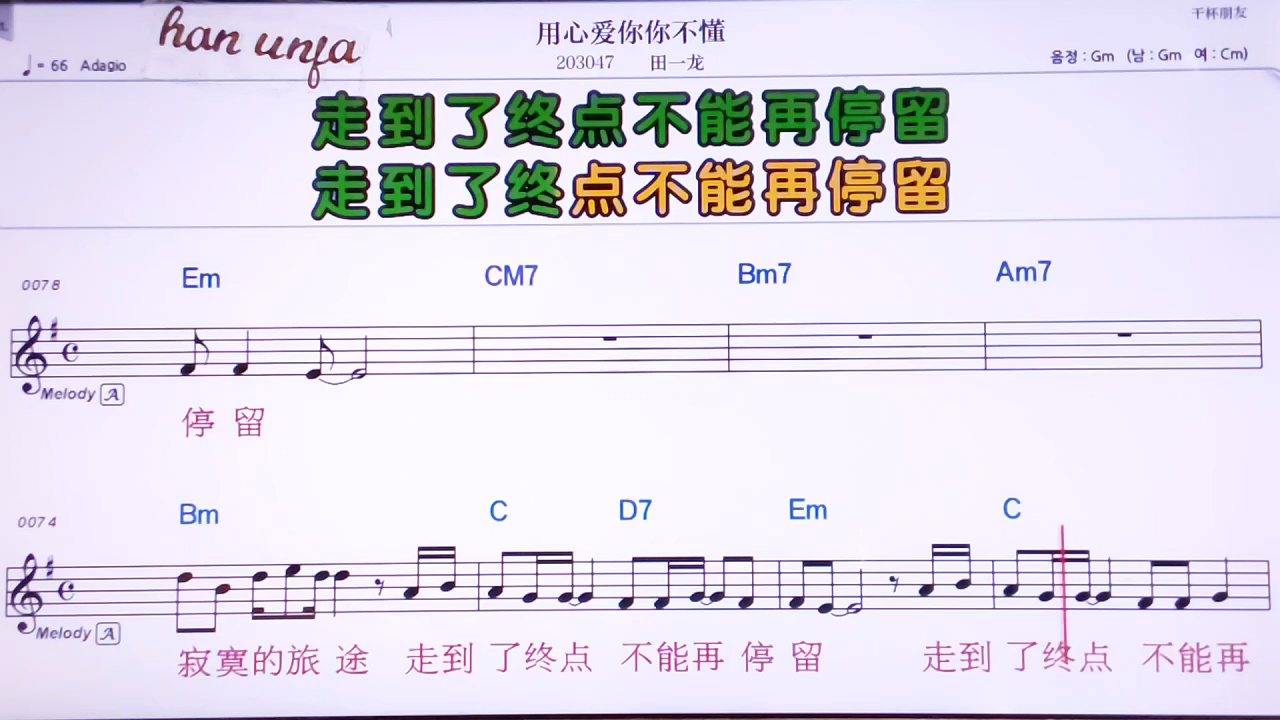 han unfa
用心爱你你不懂
干杯朋友
♩= 66 Adagio
203047 田一龙
음정 : Gm (남 : Gm 여 : Cm)
走到了终点不能再停留
走到了终点不能再停留
0078 Em CM7 Bm7 Am7
Melody A
停 留
0074 Bm C D7 Em C
Melody A
寂寞的旅 途 走到 了终点 不能再 停 留 走到 了终点 不能再